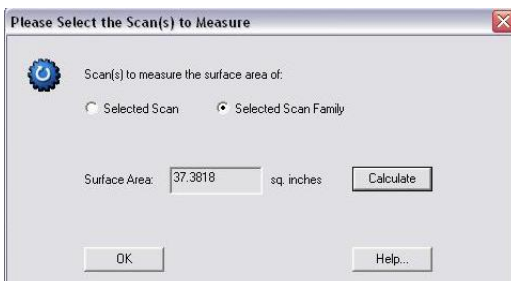 Please Select the Scan(s) to Measure
Scan(s) to measure the surface area of:
Selected Scan Selected Scan Family
Surface Area: 37.3818 sq. inches Calculate
OK Help...